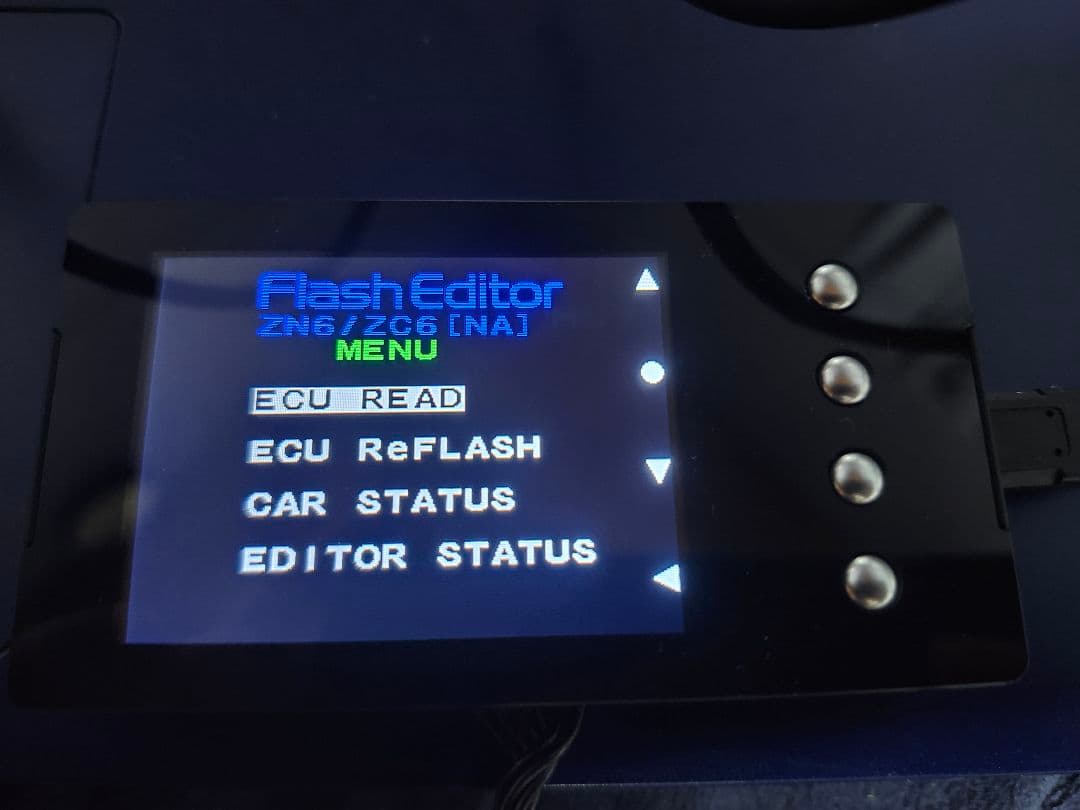 Flash Editor
ZN6/ZC6[NA]
MENU
ECU READ
ECU ReFLASH
CAR STATUS
EDITOR STATUS